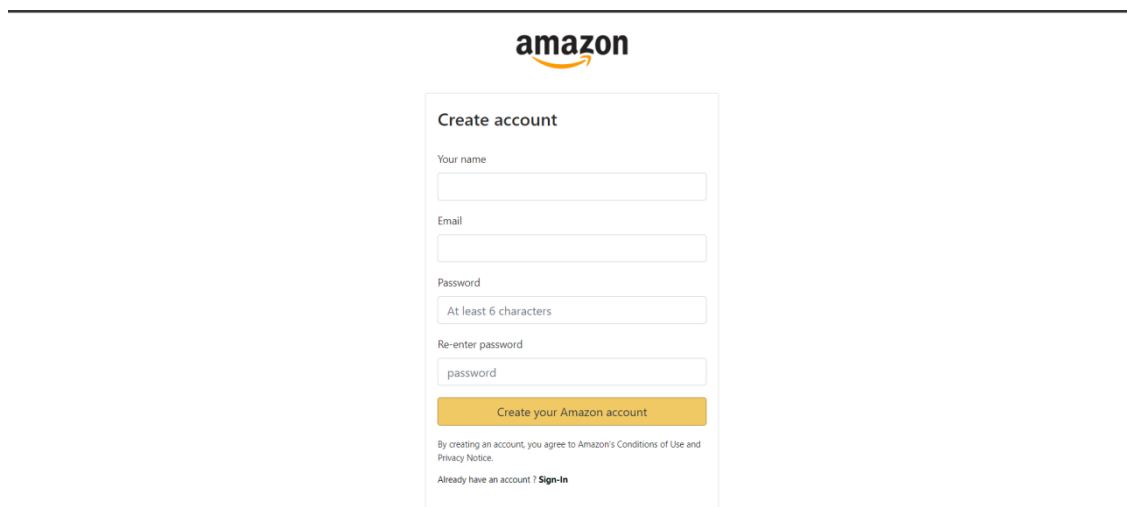 amazon
Create account
Your name
Email
Password
At least 6 characters
Re-enter password
password
Create your Amazon account
By creating an account, you agree to Amazon's Conditions of Use and
Privacy Notice.
Already have an account ? Sign-In